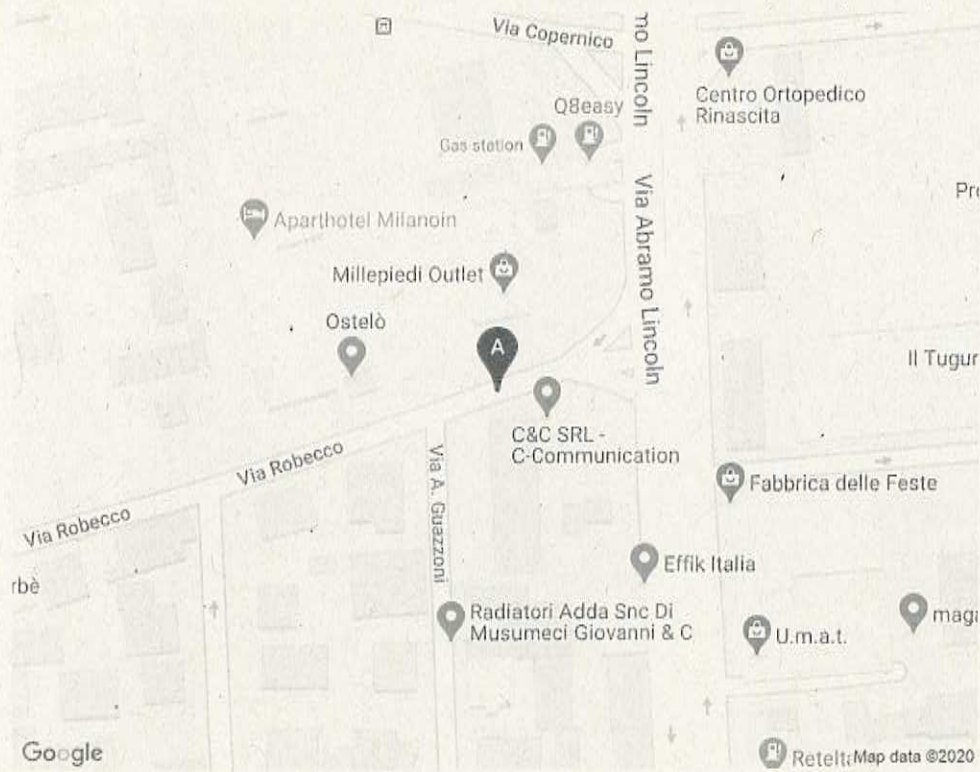 Via Copernico
mo Lincoln
Centro Ortopedico
Rinascita
Q8easy
Gas station
Via Abramo Lincoln
Aparthotel Milanoin
Millepiedi Outlet
Ostelò
A
Il Tugur
C&C SRL -
C-Communication
Via Robecco
Via A. Guazzoni
Fabbrica delle Feste
Via Robecco
Effik Italia
rbè
Radiatori Adda Snc Di
Musumeci Giovanni & C
U.m.a.t.
maga
Google
Map data ©2020